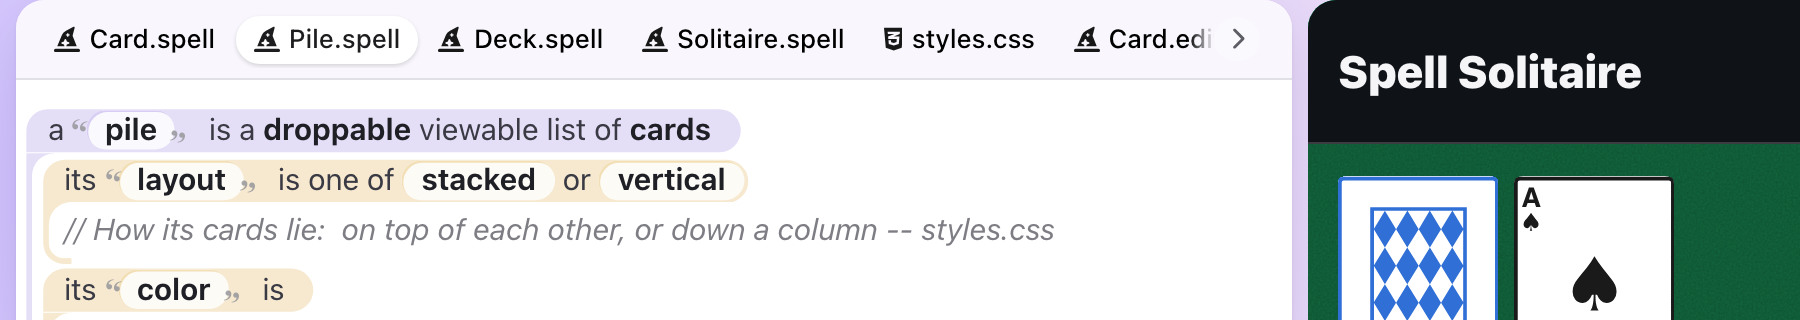 Card.spell Pile.spell Deck.spell Solitaire.spell styles.css Card.edi
a “ pile ” is a droppable viewable list of cards
its “ layout ” is one of stacked or vertical
// How its cards lie: on top of each other, or down a column -- styles.css
its “ color ” is
Spell Solitaire
A